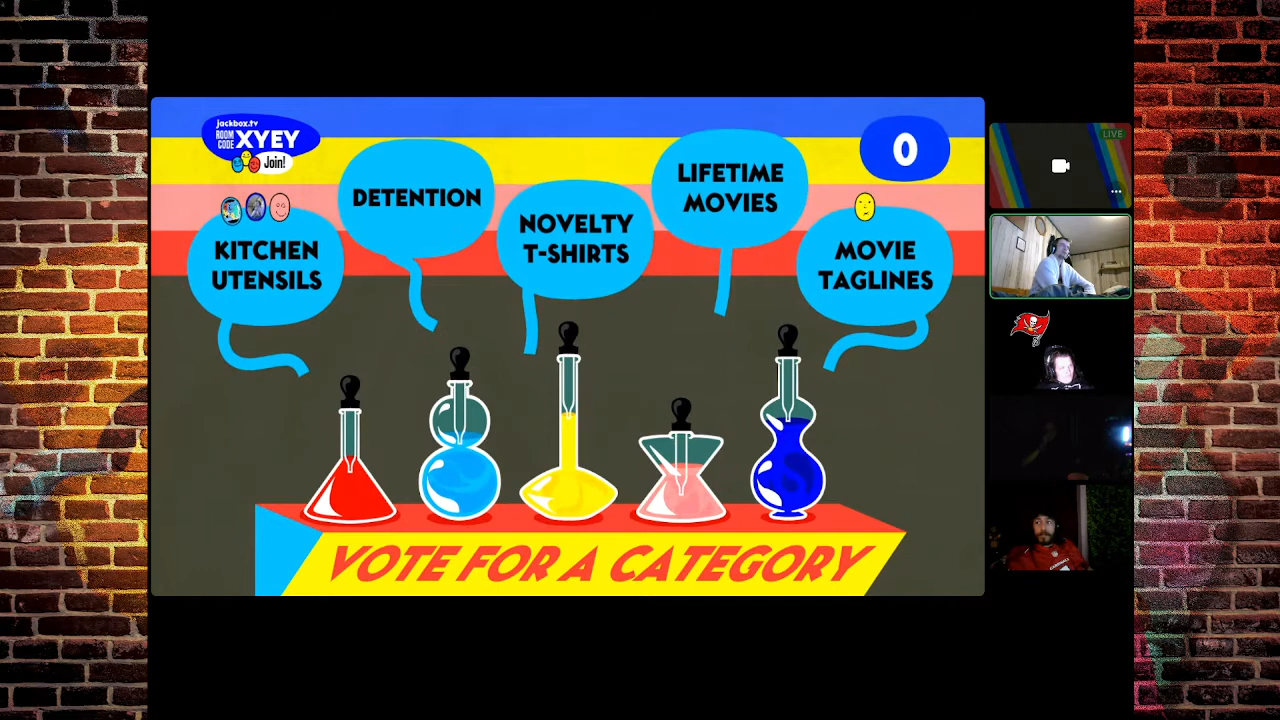 jackbox.tv
ROOM
CODE
XYEY
Join!
0
KITCHEN
UTENSILS
DETENTION
NOVELTY
T-SHIRTS
LIFETIME
MOVIES
MOVIE
TAGLINES
VOTE FOR A CATEGORY
LIVE